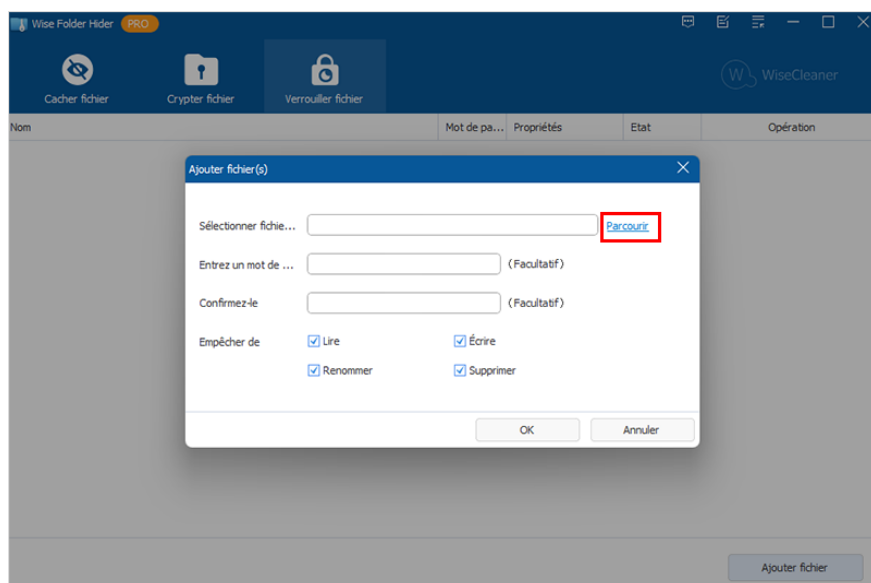 Wise Folder Hider PRO
WiseCleaner
Cacher fichier
Crypter fichier
Verrouiller fichier
Nom Mot de pa... Propriétés Etat Opération
Ajouter fichier(s)
Sélectionner fichie... Parcourir
Entrez un mot de ... (Facultatif)
Confirmez-le (Facultatif)
Empêcher de Lire Écrire
Renommer Supprimer
OK Annuler
Ajouter fichier